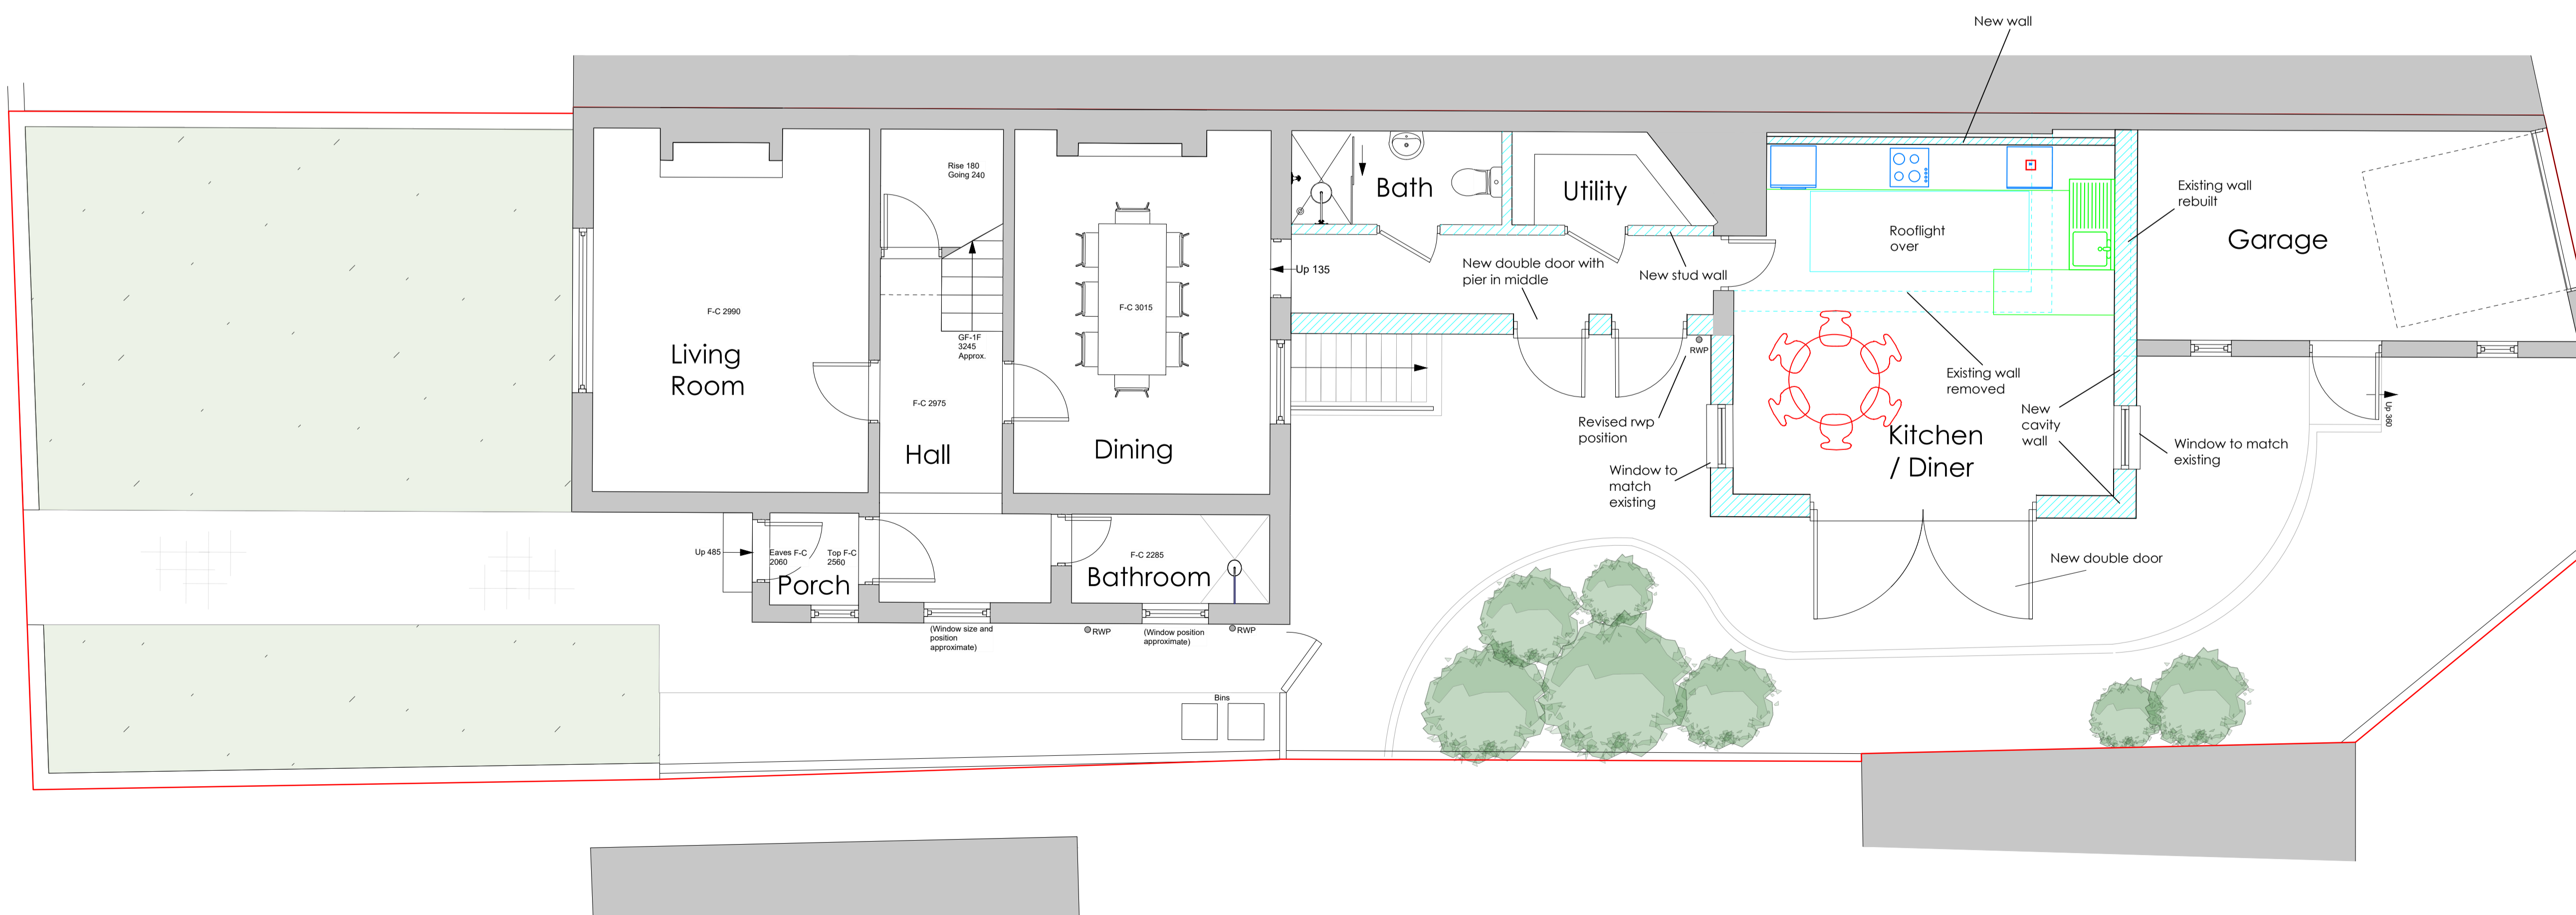 New wall
Rise 180
Going 240
Bath
Utility
Existing wall
rebuilt
Rooflight
over
Garage
Up 135
New double door with
pier in middle
New stud wall
F-C 2990
F-C 3015
GF-1F
3245
Approx.
Living
Room
RWP
Existing wall
removed
F-C 2975
New
cavity
wall
Up 360
Revised rwp
position
Hall
Dining
Kitchen
/ Diner
Window to match
existing
Window to
match
existing
Up 485
Eaves F-C
2060
Top F-C
2560
Porch
F-C 2285
Bathroom
New double door
(Window size and
position
approximate)
RWP
(Window position
approximate)
RWP
Bins